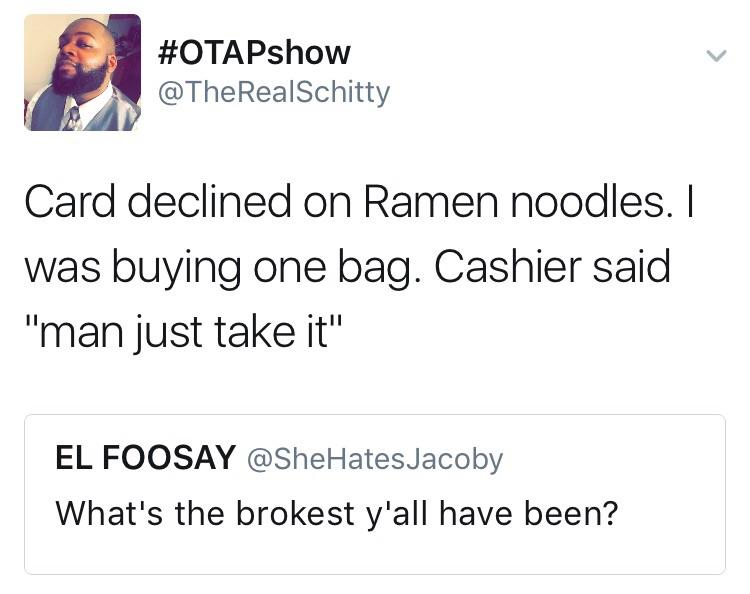 #OTAPshow
@TheRealSchitty
Card declined on Ramen noodles. I
was buying one bag. Cashier said
"man just take it"
EL FOOSAY @SheHatesJacoby
What's the brokest y'all have been?